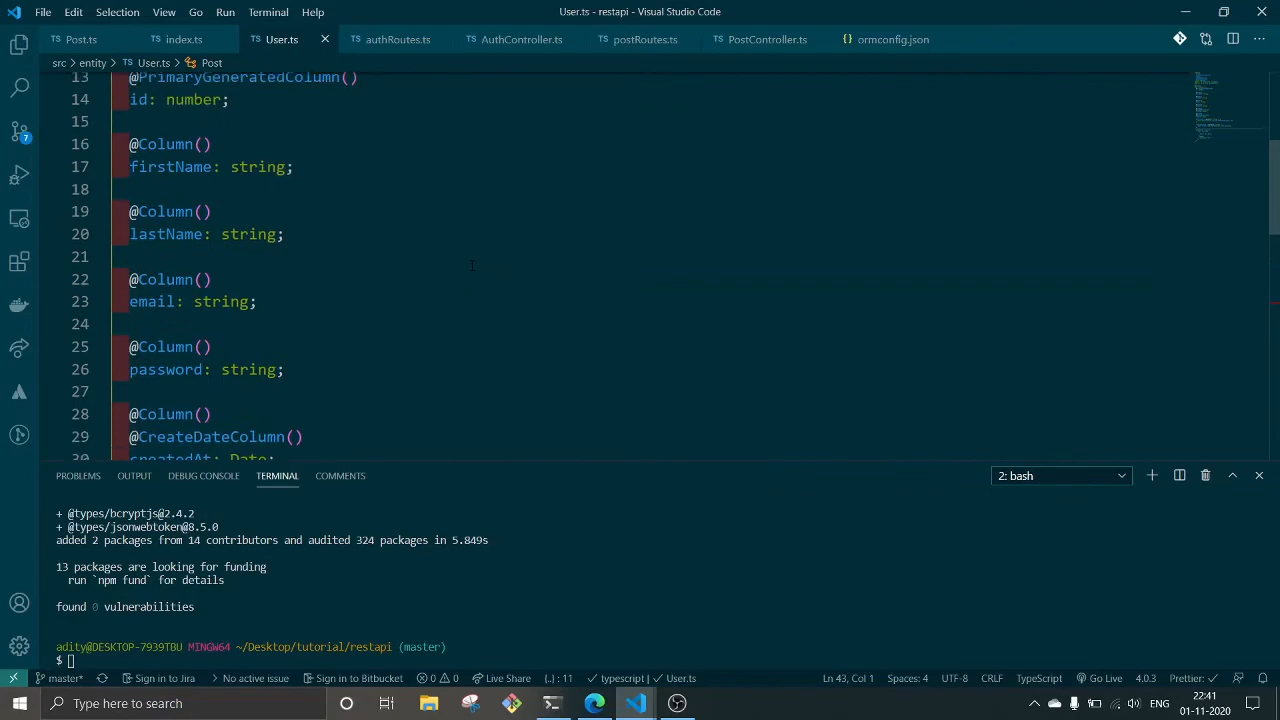 File Edit Selection View Go Run Terminal Help User.ts - restapi - Visual Studio Code
Post.ts index.ts User.ts authRoutes.ts AuthController.ts postRoutes.ts PostController.ts ormconfig.json
src > entity > User.ts > Post
13 @PrimaryGeneratedColumn()
14 id: number;
15
16 @Column()
17 firstName: string;
18
19 @Column()
20 lastName: string;
21
22 @Column()
23 email: string;
24
25 @Column()
26 password: string;
27
28 @Column()
29 @CreateDateColumn()
30 createdAt: Date;
7
PROBLEMS OUTPUT DEBUG CONSOLE TERMINAL COMMENTS 2: bash
+ @types/bcryptjs@2.4.2
+ @types/jsonwebtoken@8.5.0
added 2 packages from 14 contributors and audited 324 packages in 5.849s
13 packages are looking for funding
run `npm fund` for details
found 0 vulnerabilities
adity@DESKTOP-7939TBU MINGW64 ~/Desktop/tutorial/restapi (master)
$
master* Sign in to Jira No active issue Sign in to Bitbucket 0 0 Live Share {..} : 11 typescript | User.ts Ln 43, Col 1 Spaces: 4 UTF-8 CRLF TypeScript Go Live 4.0.3 Prettier:
Type here to search ENG 22:41
01-11-2020